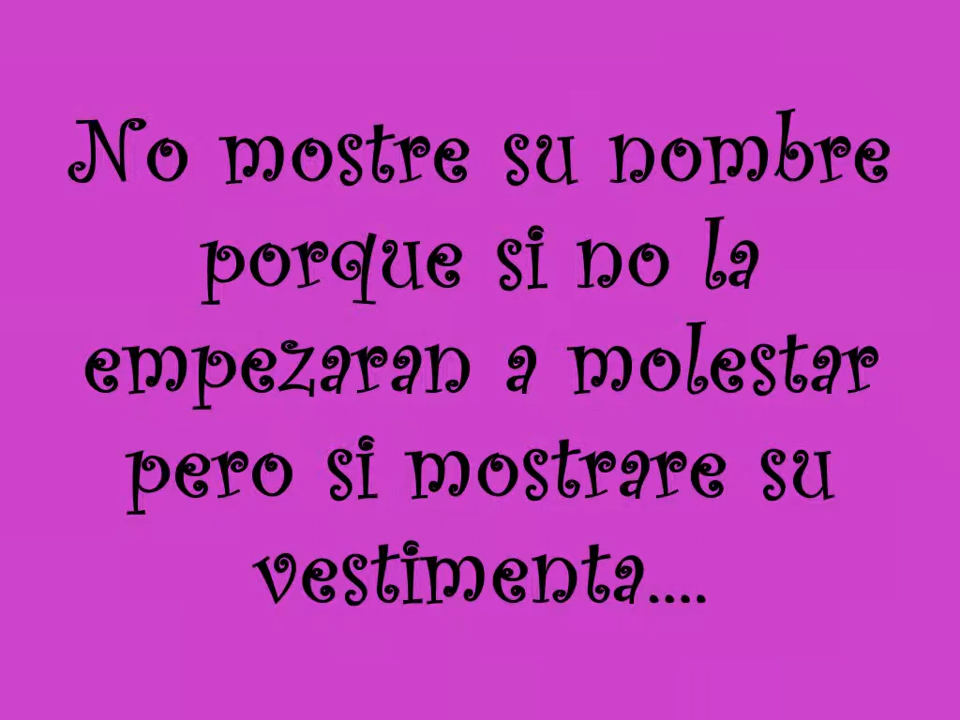 No mostre su nombre
porque si no la
empezaran a molestar
pero si mostrare su
vestimenta....